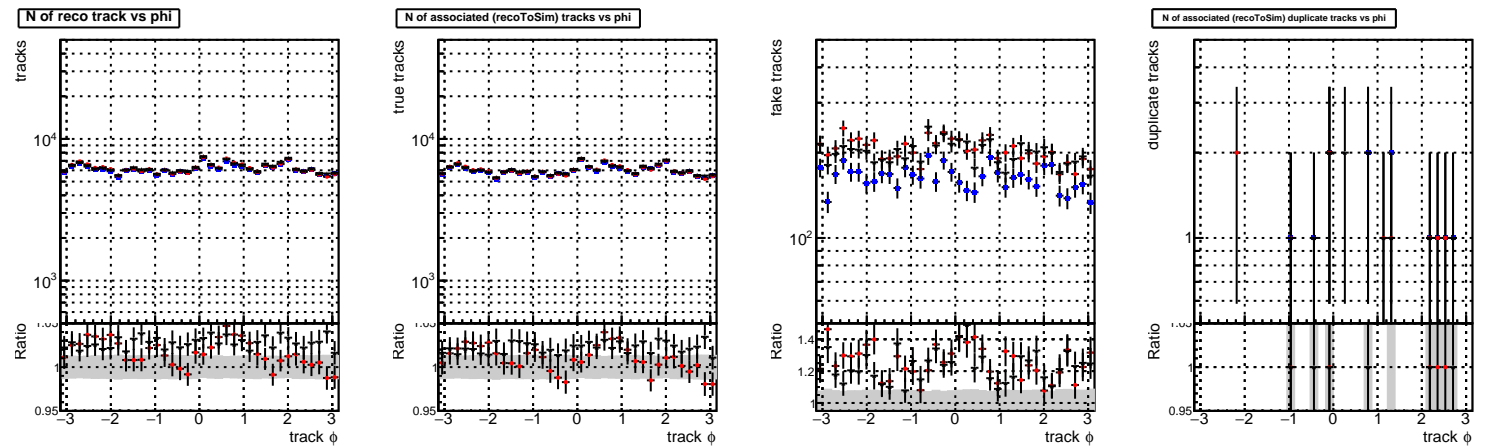 N of reco track vs phi
tracks
10⁴
10³
Ratio
1
0.95
−3 −2 −1 0 1 2 3
track ϕ
N of associated (recoToSim) tracks vs phi
true tracks
10⁴
10³
Ratio
1
0.95
−3 −2 −1 0 1 2 3
track ϕ
fake tracks
10²
Ratio
1.4
1.2
1
−3 −2 −1 0 1 2 3
track ϕ
N of associated (recoToSim) duplicate tracks vs phi
duplicate tracks
1
Ratio
1
0.95
−3 −2 −1 0 1 2 3
track ϕ